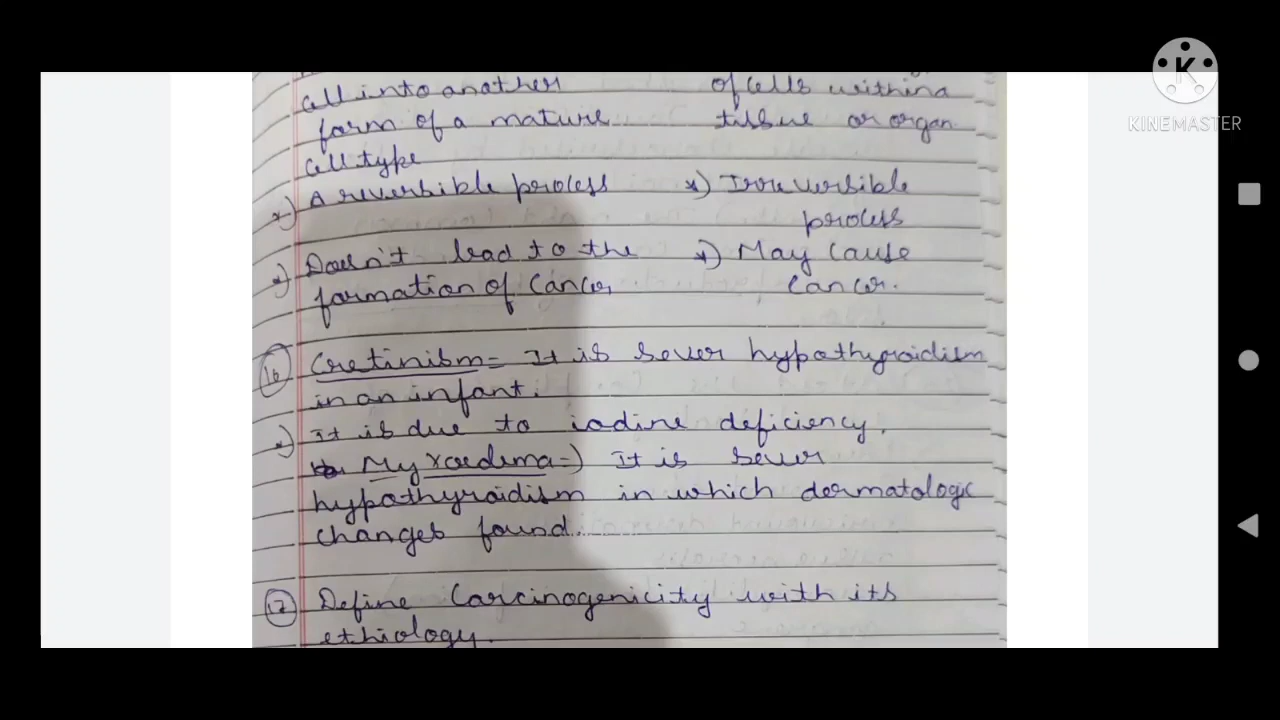 cell into another
of cells within a
form of a mature
tissue or organ
cell type
*) A reversible process
*) Irreversible
process
*) Doesn't lead to the
formation of Cancer
*) May cause
Cancer.
16 Cretinism = It is sever hypothyroidism
in an infant.
*) It is due to iodine deficiency.
Myxoedema =) It is sever
hypothyroidism in which dermatologic
changes found.
17 Define Carcinogenicity with its
ethiology.
K
KINEMASTER